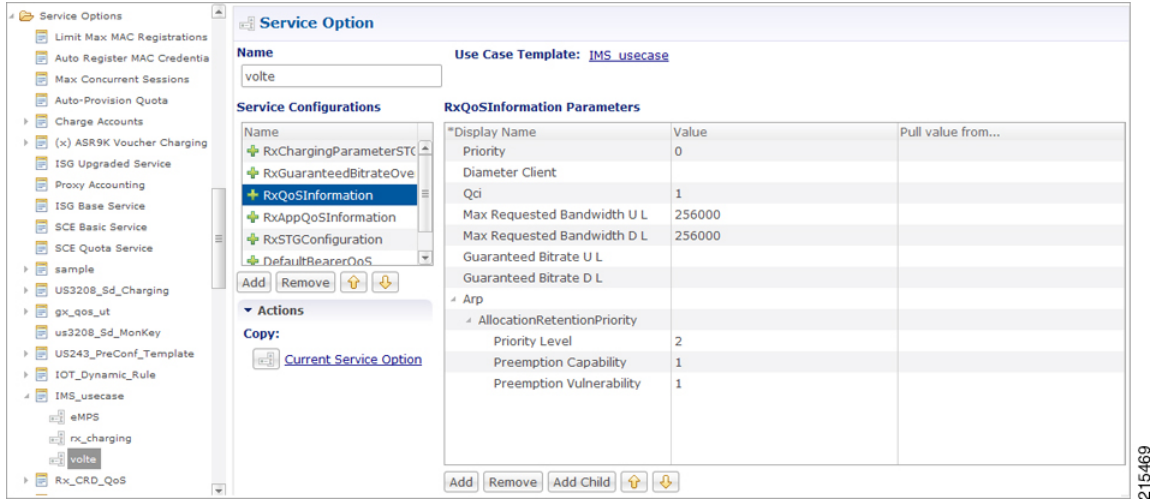 Service Options
Limit Max MAC Registrations
Auto Register MAC Credentia
Max Concurrent Sessions
Auto-Provision Quota
Charge Accounts
(x) ASR9K Voucher Charging
ISG Upgraded Service
Proxy Accounting
ISG Base Service
SCE Basic Service
SCE Quota Service
sample
US3208_Sd_Charging
gx_qos_ut
us3208_Sd_MonKey
US243_PreConf_Template
IOT_Dynamic_Rule
IMS_usecase
eMPS
rx_charging
volte
Rx_CRD_QoS
Service Option
Name
Use Case Template: IMS_usecase
volte
Service Configurations
Name
RxChargingParameterSTG
RxGuaranteedBitrateOve
RxQoSInformation
RxAppQoSInformation
RxSTGConfiguration
DefaultBearerQoS
Add Remove
Actions
Copy:
Current Service Option
RxQoSInformation Parameters
*Display Name Value Pull value from...
Priority 0
Diameter Client
Qci 1
Max Requested Bandwidth U L 256000
Max Requested Bandwidth D L 256000
Guaranteed Bitrate U L
Guaranteed Bitrate D L
Arp
AllocationRetentionPriority
Priority Level 2
Preemption Capability 1
Preemption Vulnerability 1
Add Remove Add Child
215469